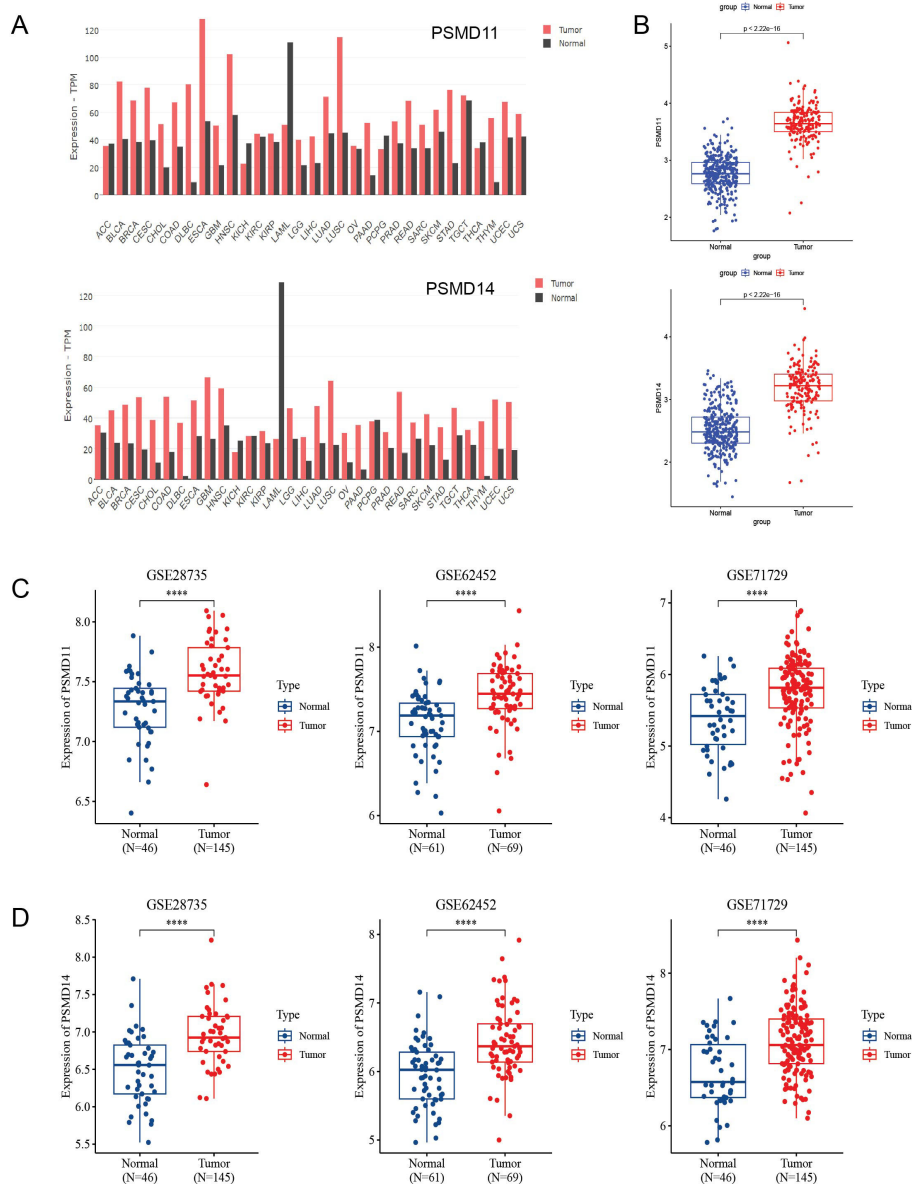 A
PSMD11
Tumor
Normal
Expression - TPM
120
100
80
60
40
20
0
ACC BLCA BRCA CESC CHOL COAD DLBC ESCA GBM HNSC KICH KIRC KIRP LAML LGG LIHC LUAD LUSC OV PAAD PCPG PRAD READ SARC SKCM STAD TGCT THCA THYM UCEC UCS
PSMD14
Tumor
Normal
Expression - TPM
120
100
80
60
40
20
0
ACC BLCA BRCA CESC CHOL COAD DLBC ESCA GBM HNSC KICH KIRC KIRP LAML LGG LIHC LUAD LUSC OV PAAD PCPG PRAD READ SARC SKCM STAD TGCT THCA THYM UCEC UCS
B
group Normal Tumor
p < 2.22e-16
PSMD11
5
4
3
2
Normal Tumor
group
group Normal Tumor
p < 2.22e-16
PSMD14
4
3
2
Normal Tumor
group
C
GSE28735
****
Expression of PSMD11
8.0
7.5
7.0
6.5
Normal Tumor
(N=46) (N=145)
Type
Normal
Tumor
GSE62452
****
Expression of PSMD11
8
7
6
Normal Tumor
(N=61) (N=69)
Type
Normal
Tumor
GSE71729
****
Expression of PSMD11
7
6
5
4
Normal Tumor
(N=46) (N=145)
Type
Norma
Tumor
D
GSE28735
****
Expression of PSMD14
8.5
8.0
7.5
7.0
6.5
6.0
5.5
Normal Tumor
(N=46) (N=145)
Type
Normal
Tumor
GSE62452
****
Expression of PSMD14
8
7
6
5
Normal Tumor
(N=61) (N=69)
Type
Normal
Tumor
GSE71729
****
Expression of PSMD14
8
7
6
Normal Tumor
(N=46) (N=145)
Type
Norma
Tumor